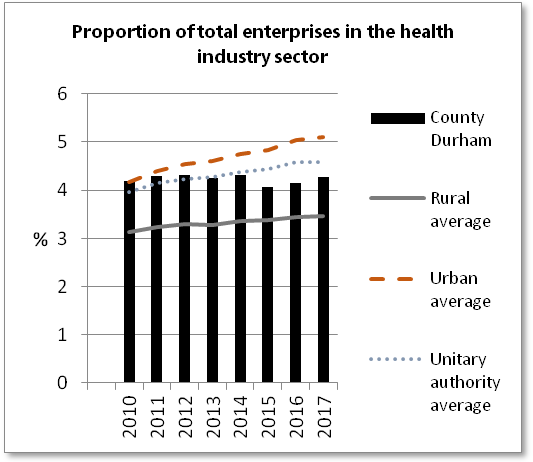 Proportion of total enterprises in the health
industry sector
6
5
4
3
2
1
0
%
2010
2011
2012
2013
2014
2015
2016
2017
County
Durham
Rural
average
Urban
average
Unitary
authority
average